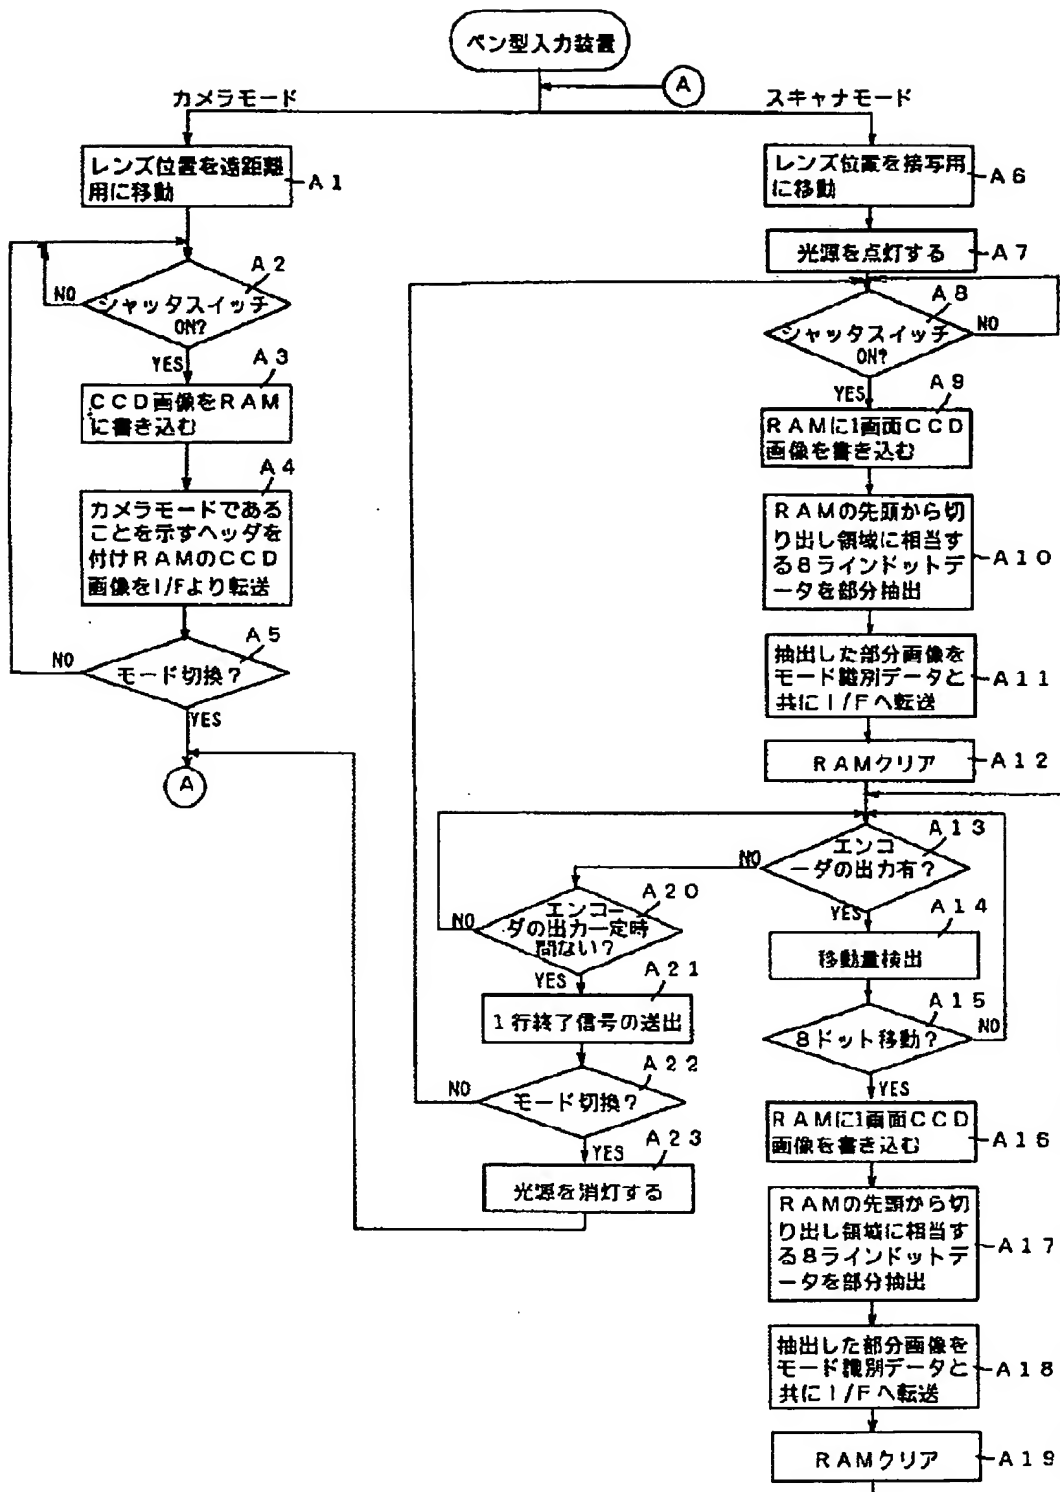 ペン型入力装置
A
カメラモード
スキャナモード
レンズ位置を遠距離
用に移動
A1
シャッタスイッチ
ON?
A2
NO
YES
CCD画像をRAM
に書き込む
A3
カメラモードである
ことを示すヘッダを
付けRAMのCCD
画像をI/Fより転送
A4
モード切換?
A5
NO
YES
A
レンズ位置を接写用
に移動
A6
光源を点灯する
A7
シャッタスイッチ
ON?
A8
NO
YES
RAMに1画面CCD
画像を書き込む
A9
RAMの先頭から切
り出し領域に相当す
る8ラインドットデ
ータを部分抽出
A10
抽出した部分画像を
モード識別データと
共にI/Fへ転送
A11
RAMクリア
A12
エンコ
ーダの出力有?
A13
NO
YES
移動量検出
A14
8ドット移動?
A15
NO
YES
RAMに1画面CCD
画像を書き込む
A16
RAMの先頭から切
り出し領域に相当す
る8ラインドットデ
ータを部分抽出
A17
抽出した部分画像を
モード識別データと
共にI/Fへ転送
A18
RAMクリア
A19
エンコー
ダの出力一定時
間ない?
A20
NO
YES
1行終了信号の送出
A21
モード切換?
A22
NO
YES
光源を消灯する
A23